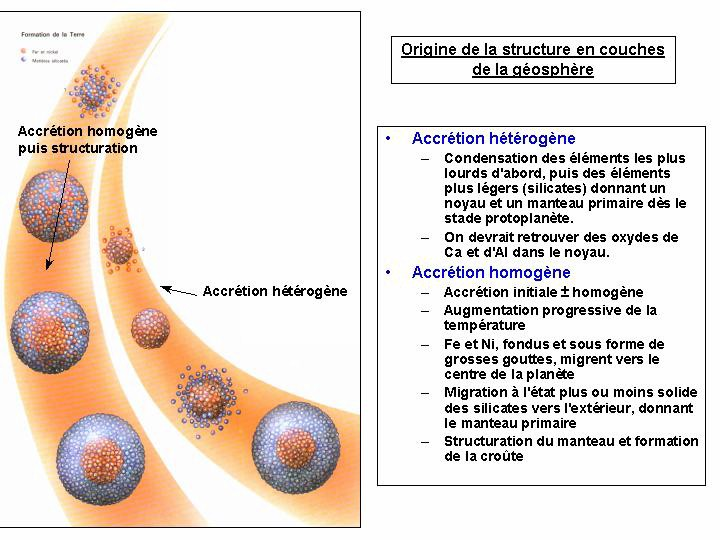 Formation de la Terre
Fer et nickel
Matières silicatées
Accrétion homogène
puis structuration
Accrétion hétérogène
Origine de la structure en couches
de la géosphère
• Accrétion hétérogène
– Condensation des éléments les plus
lourds d'abord, puis des éléments
plus légers (silicates) donnant un
noyau et un manteau primaire dès le
stade protoplanète.
– On devrait retrouver des oxydes de
Ca et d'Al dans le noyau.
• Accrétion homogène
– Accrétion initiale ± homogène
– Augmentation progressive de la
température
– Fe et Ni, fondus et sous forme de
grosses gouttes, migrent vers le
centre de la planète
– Migration à l'état plus ou moins solide
des silicates vers l'extérieur, donnant
le manteau primaire
– Structuration du manteau et formation
de la croûte